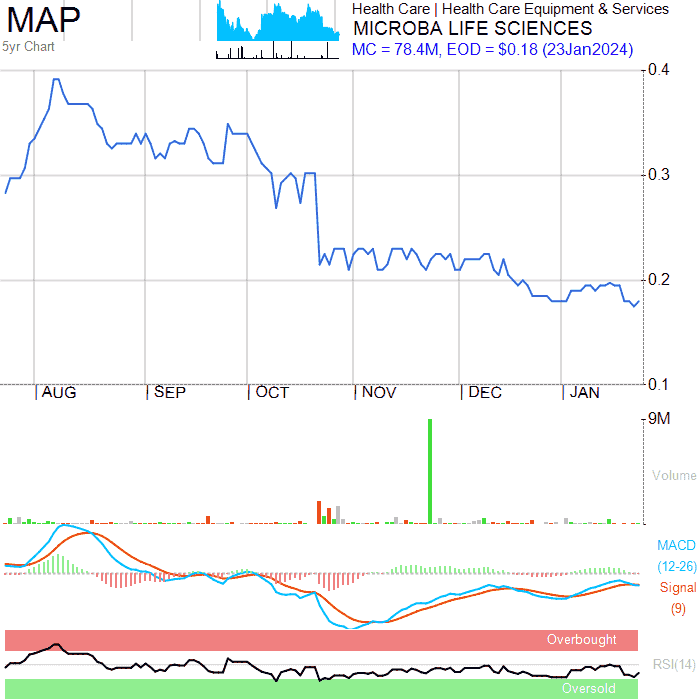 MAP
5yr Chart
Health Care | Health Care Equipment & Services
MICROBA LIFE SCIENCES
MC = 78.4M, EOD = $0.18 (23Jan2024)
0.4
0.3
0.2
0.1
AUG SEP OCT NOV DEC JAN
9M
Volume
MACD
(12-26)
Signal
(9)
Overbought
RSI(14)
Oversold